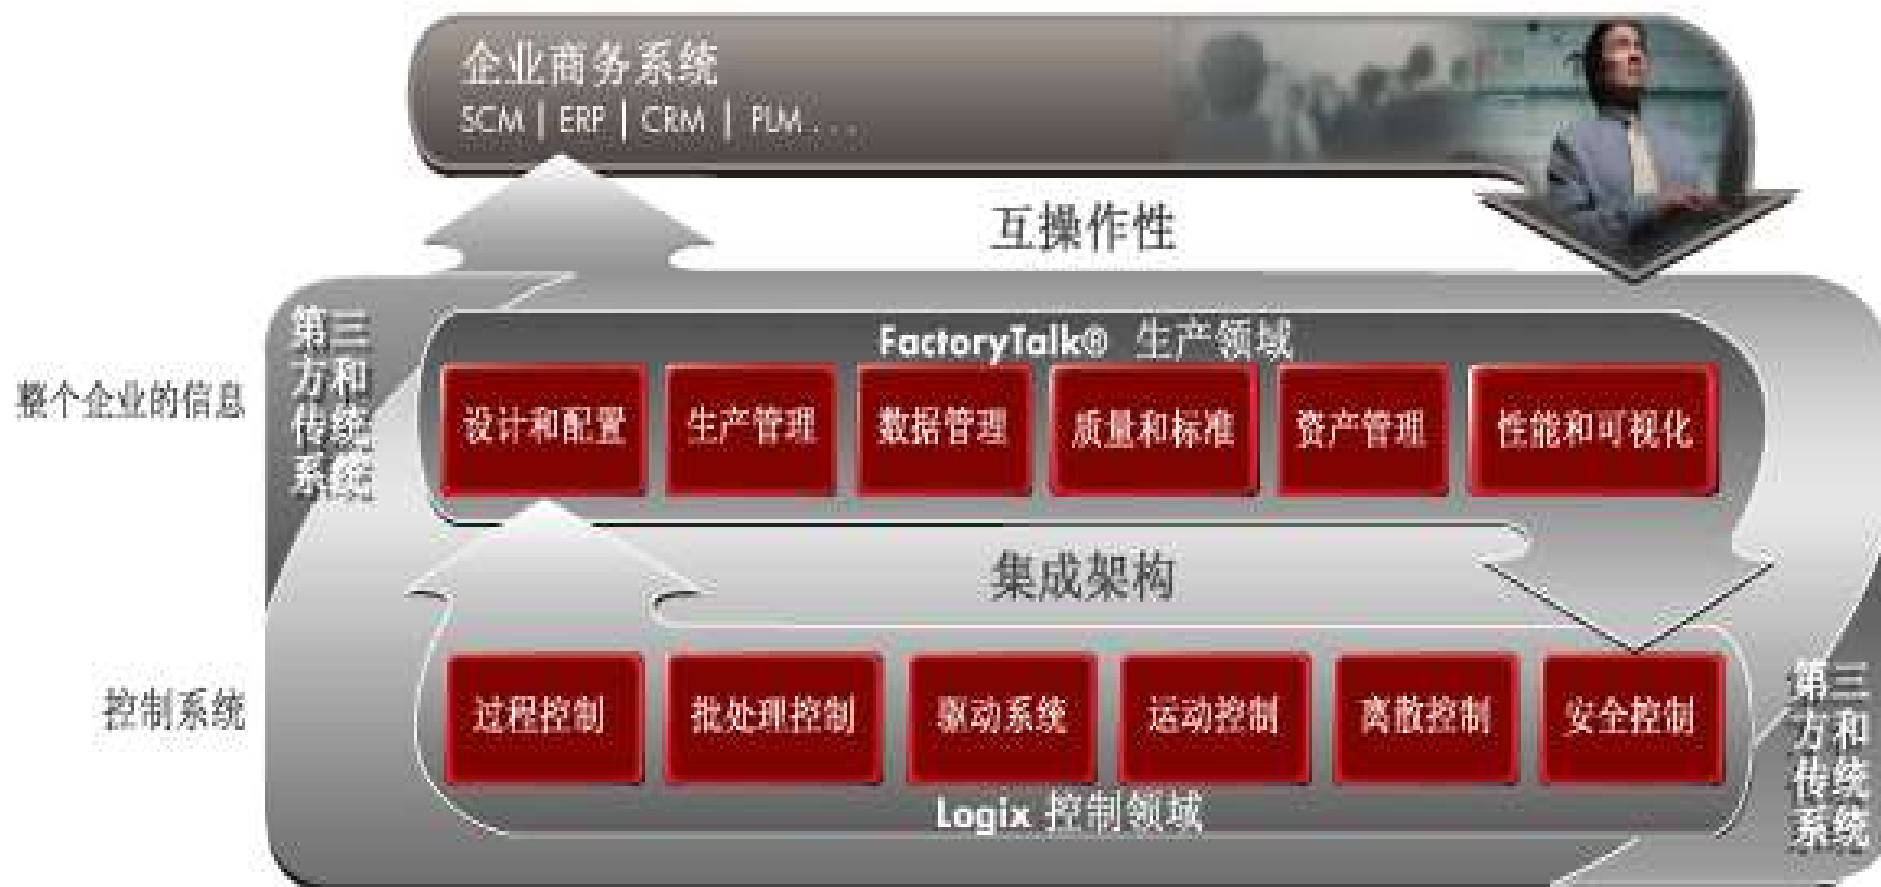 企业商务系统
SCM | ERP | CRM | PLM . . .
互操作性
第三
方和
传统
系统
FactoryTalk® 生产领域
整个企业的信息
设计和配置
生产管理
数据管理
质量和标准
资产管理
性能和可视化
集成架构
控制系统
过程控制
批处理控制
驱动系统
运动控制
离散控制
安全控制
第三
方和
传统
系统
Logix 控制领域